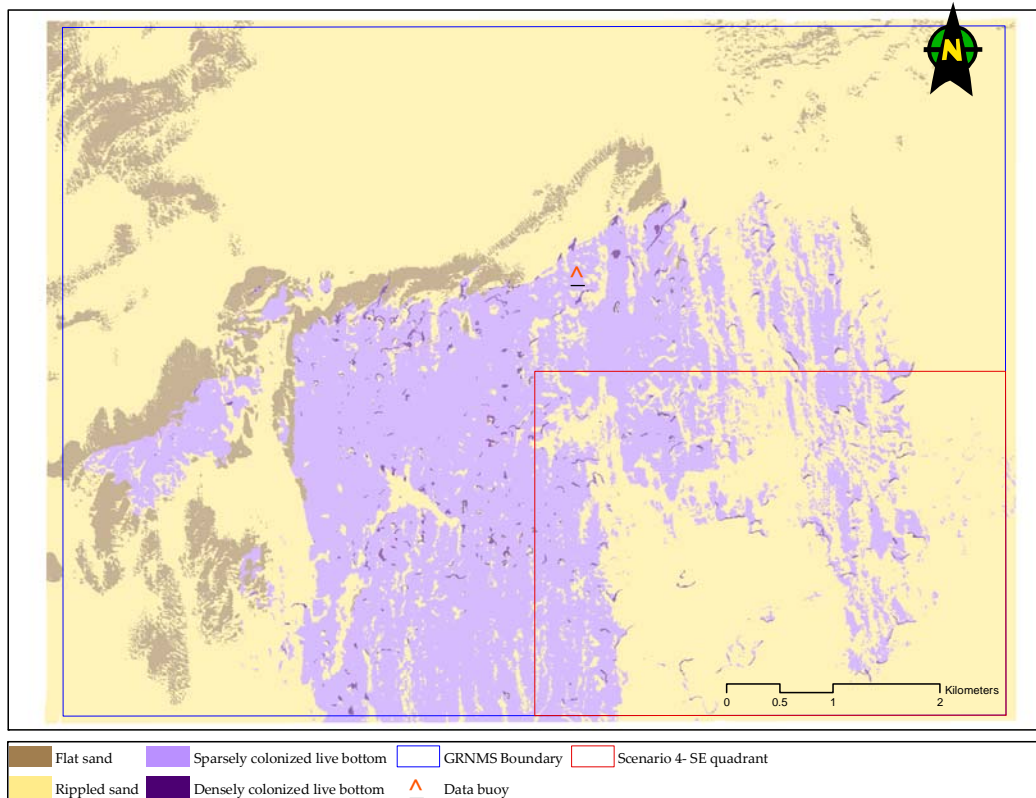 N
Kilometers
0 0.5 1 2
Flat sand Sparsely colonized live bottom GRNMS Boundary Scenario 4- SE quadrant
Rippled sand Densely colonized live bottom Data buoy